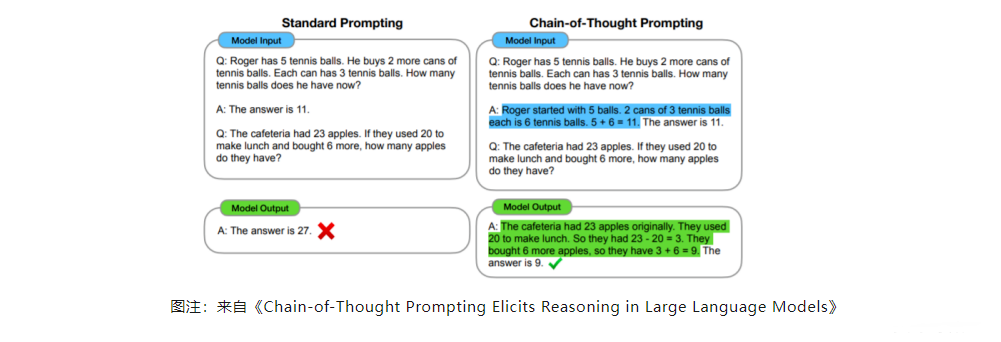 Standard Prompting
Model Input
Q: Roger has 5 tennis balls. He buys 2 more cans of
tennis balls. Each can has 3 tennis balls. How many
tennis balls does he have now?
A: The answer is 11.
Q: The cafeteria had 23 apples. If they used 20 to
make lunch and bought 6 more, how many apples
do they have?
Model Output
A: The answer is 27.
Chain-of-Thought Prompting
Model Input
Q: Roger has 5 tennis balls. He buys 2 more cans of
tennis balls. Each can has 3 tennis balls. How many
tennis balls does he have now?
A: Roger started with 5 balls. 2 cans of 3 tennis balls
each is 6 tennis balls. 5 + 6 = 11. The answer is 11.
Q: The cafeteria had 23 apples. If they used 20 to
make lunch and bought 6 more, how many apples
do they have?
Model Output
A: The cafeteria had 23 apples originally. They used
20 to make lunch. So they had 23 - 20 = 3. They
bought 6 more apples, so they have 3 + 6 = 9. The
answer is 9.
图注：来自《Chain-of-Thought Prompting Elicits Reasoning in Large Language Models》